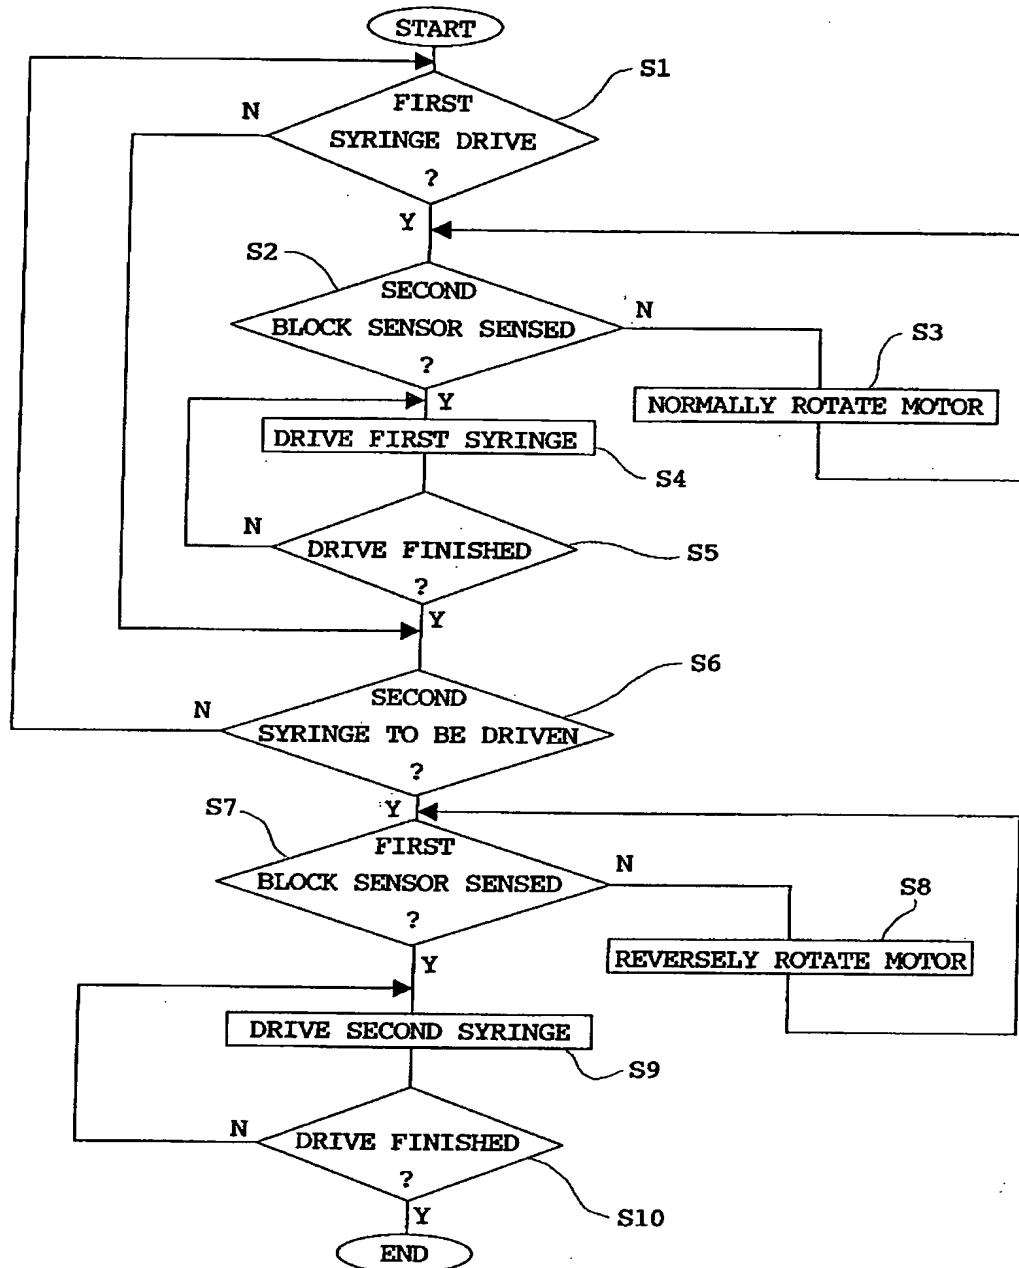 START
S1
N
FIRST
SYRINGE DRIVE
?
Y
S2
SECOND
BLOCK SENSOR SENSED
?
N
S3
NORMALLY ROTATE MOTOR
Y
DRIVE FIRST SYRINGE
S4
N
DRIVE FINISHED
?
S5
Y
S6
N
SECOND
SYRINGE TO BE DRIVEN
?
Y
S7
FIRST
BLOCK SENSOR SENSED
?
N
S8
REVERSELY ROTATE MOTOR
Y
DRIVE SECOND SYRINGE
S9
N
DRIVE FINISHED
?
S10
Y
END